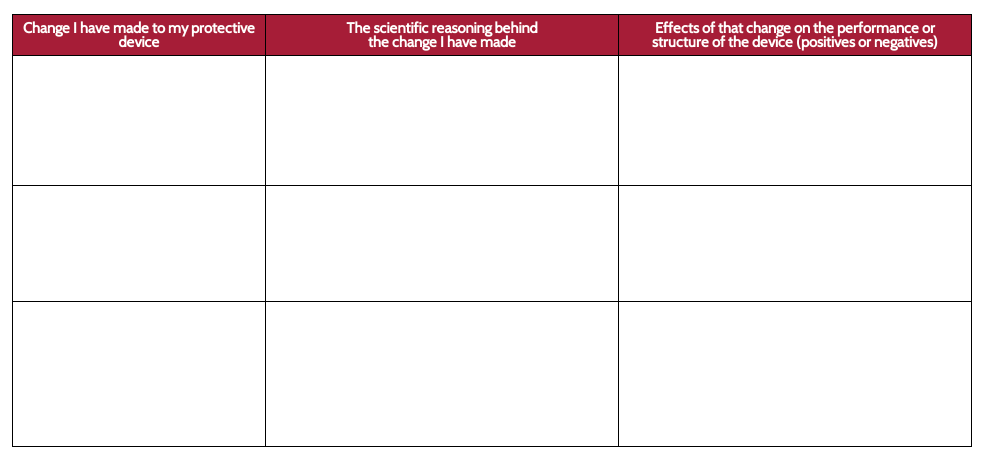 Change I have made to my protective
device
The scientific reasoning behind
the change I have made
Effects of that change on the performance or
structure of the device (positives or negatives)